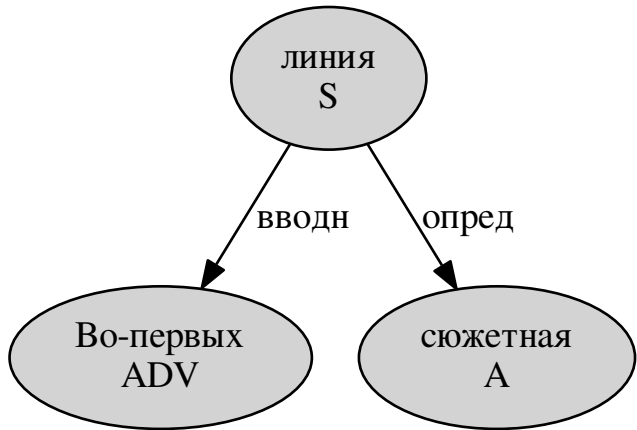 линия
S
вводн
опред
Во-первых
ADV
сюжетная
A